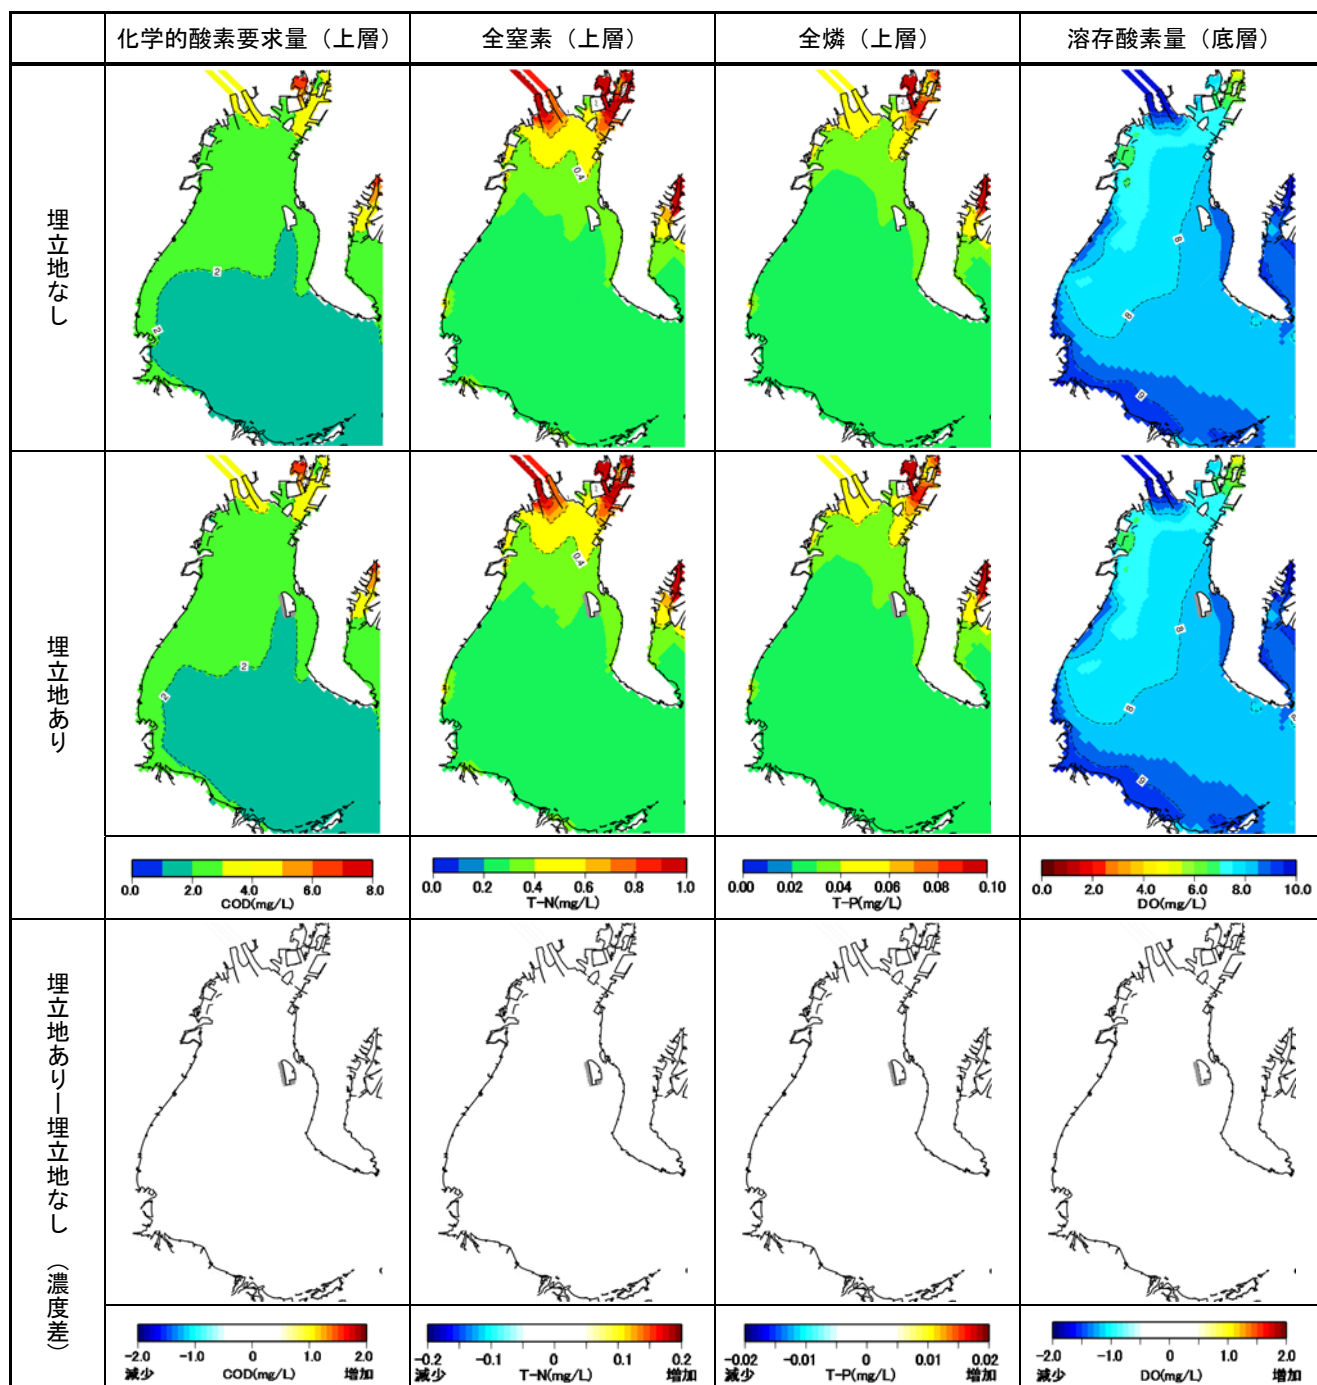 化学的酸素要求量（上層）
全窒素（上層）
全燐（上層）
溶存酸素量（底層）
埋立地なし
2
2
0.4
8
8
9
埋立地あり
2
2
0.4
8
8
9
0.0 2.0 4.0 6.0 8.0
COD(mg/L)
0.0 0.2 0.4 0.6 0.8 1.0
T-N(mg/L)
0.00 0.02 0.04 0.06 0.08 0.10
T-P(mg/L)
0.0 2.0 4.0 6.0 8.0 10.0
DO(mg/L)
埋立地あり－埋立地なし（濃度差）
-2.0 -1.0 0 1.0 2.0
減少 COD(mg/L) 増加
-0.2 -0.1 0 0.1 0.2
減少 T-N(mg/L) 増加
-0.02 -0.01 0 0.01 0.02
減少 T-P(mg/L) 増加
-2.0 -1.0 0 1.0 2.0
減少 DO(mg/L) 増加